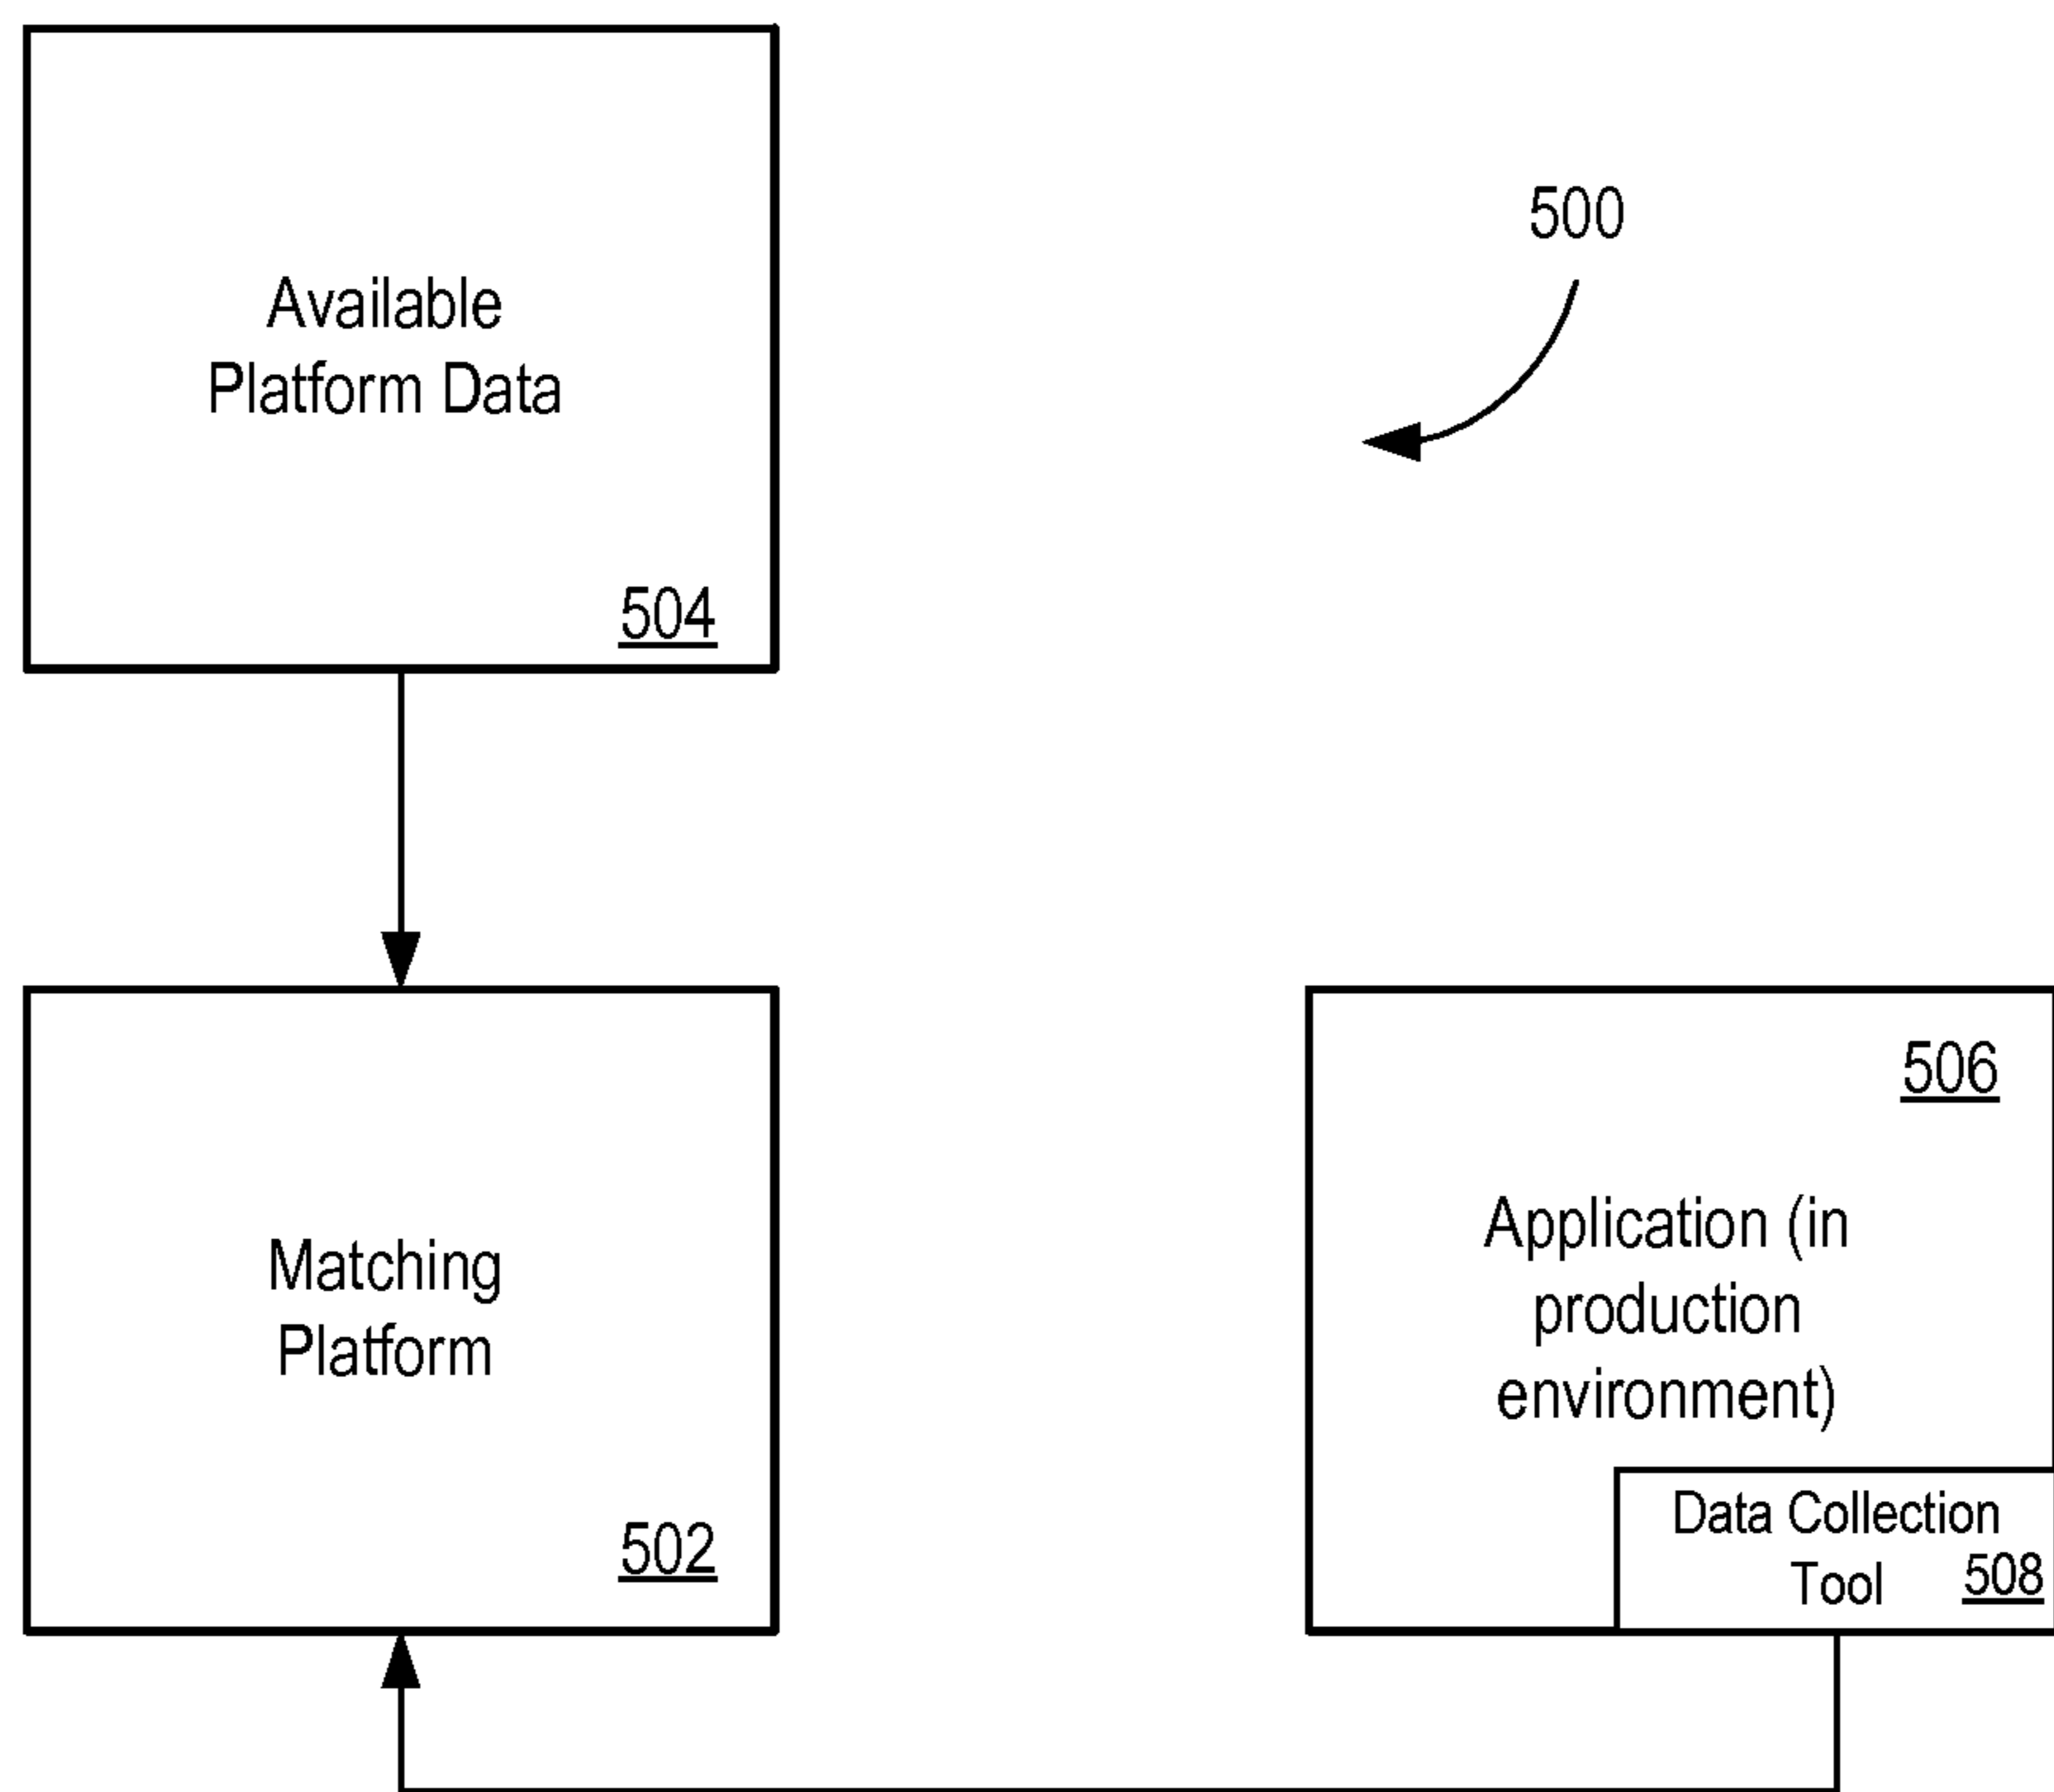 Available
Platform Data
504
500
Matching
Platform
502
506
Application (in
production
environment)
Data Collection
Tool 508